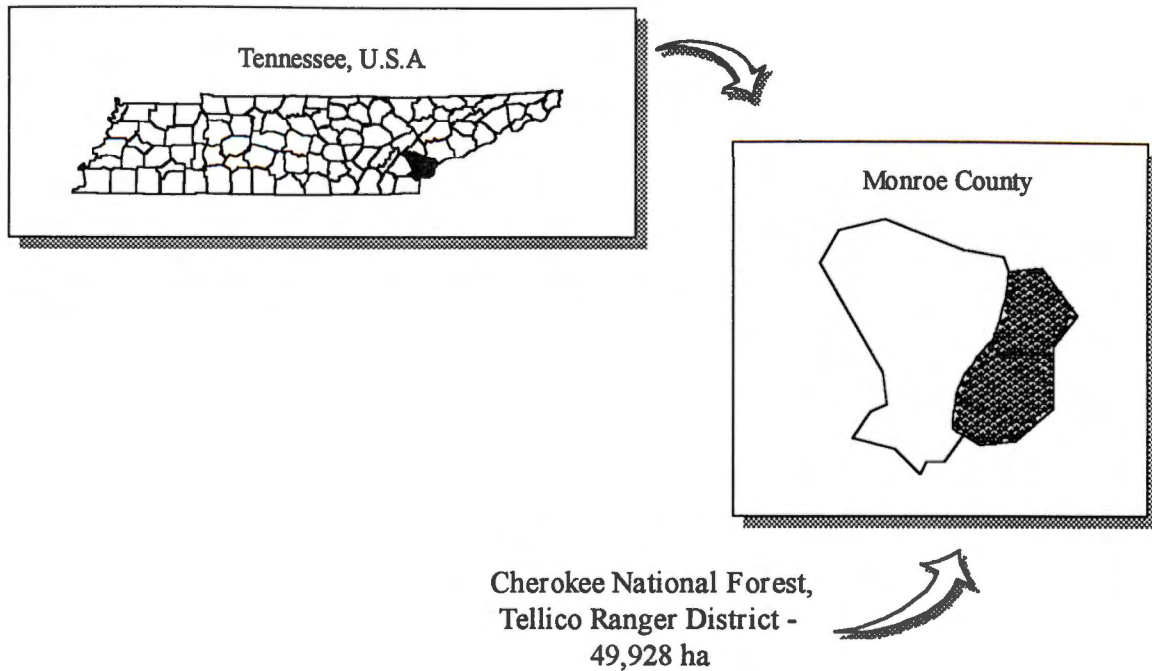 Tennessee, U.S.A
Monroe County
Cherokee National Forest,
Tellico Ranger District -
49,928 ha